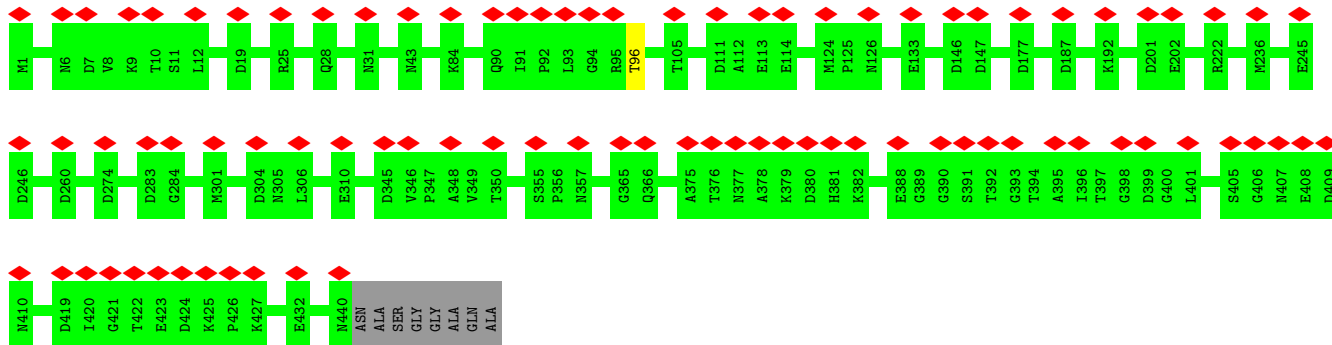 M1 N6 D7 V8 K9 T10 S11 L12 D19 R25 Q28 N31 N43 K84 Q90 I91 P92 L93 G94 R95 T96 T105 D111 A112 E113 E114 M124 P125 N126 E133 D146 D147 D177 D187 K192 D201 E202 R222 M236 E245
D246 D260 D274 D283 G284 M301 D304 N305 L306 E310 D345 V346 P347 A348 V349 T350 S355 P356 N357 G365 Q366 A375 T376 N377 A378 K379 D380 H381 K382 E388 G389 G390 S391 T392 G393 T394 A395 I396 T397 G398 D399 G400 L401 S405 G406 N407 E408 D409
N410 D419 I420 G421 T422 E423 D424 K425 P426 K427 E432 N440 ASN ALA SER GLY GLY ALA GLN ALA